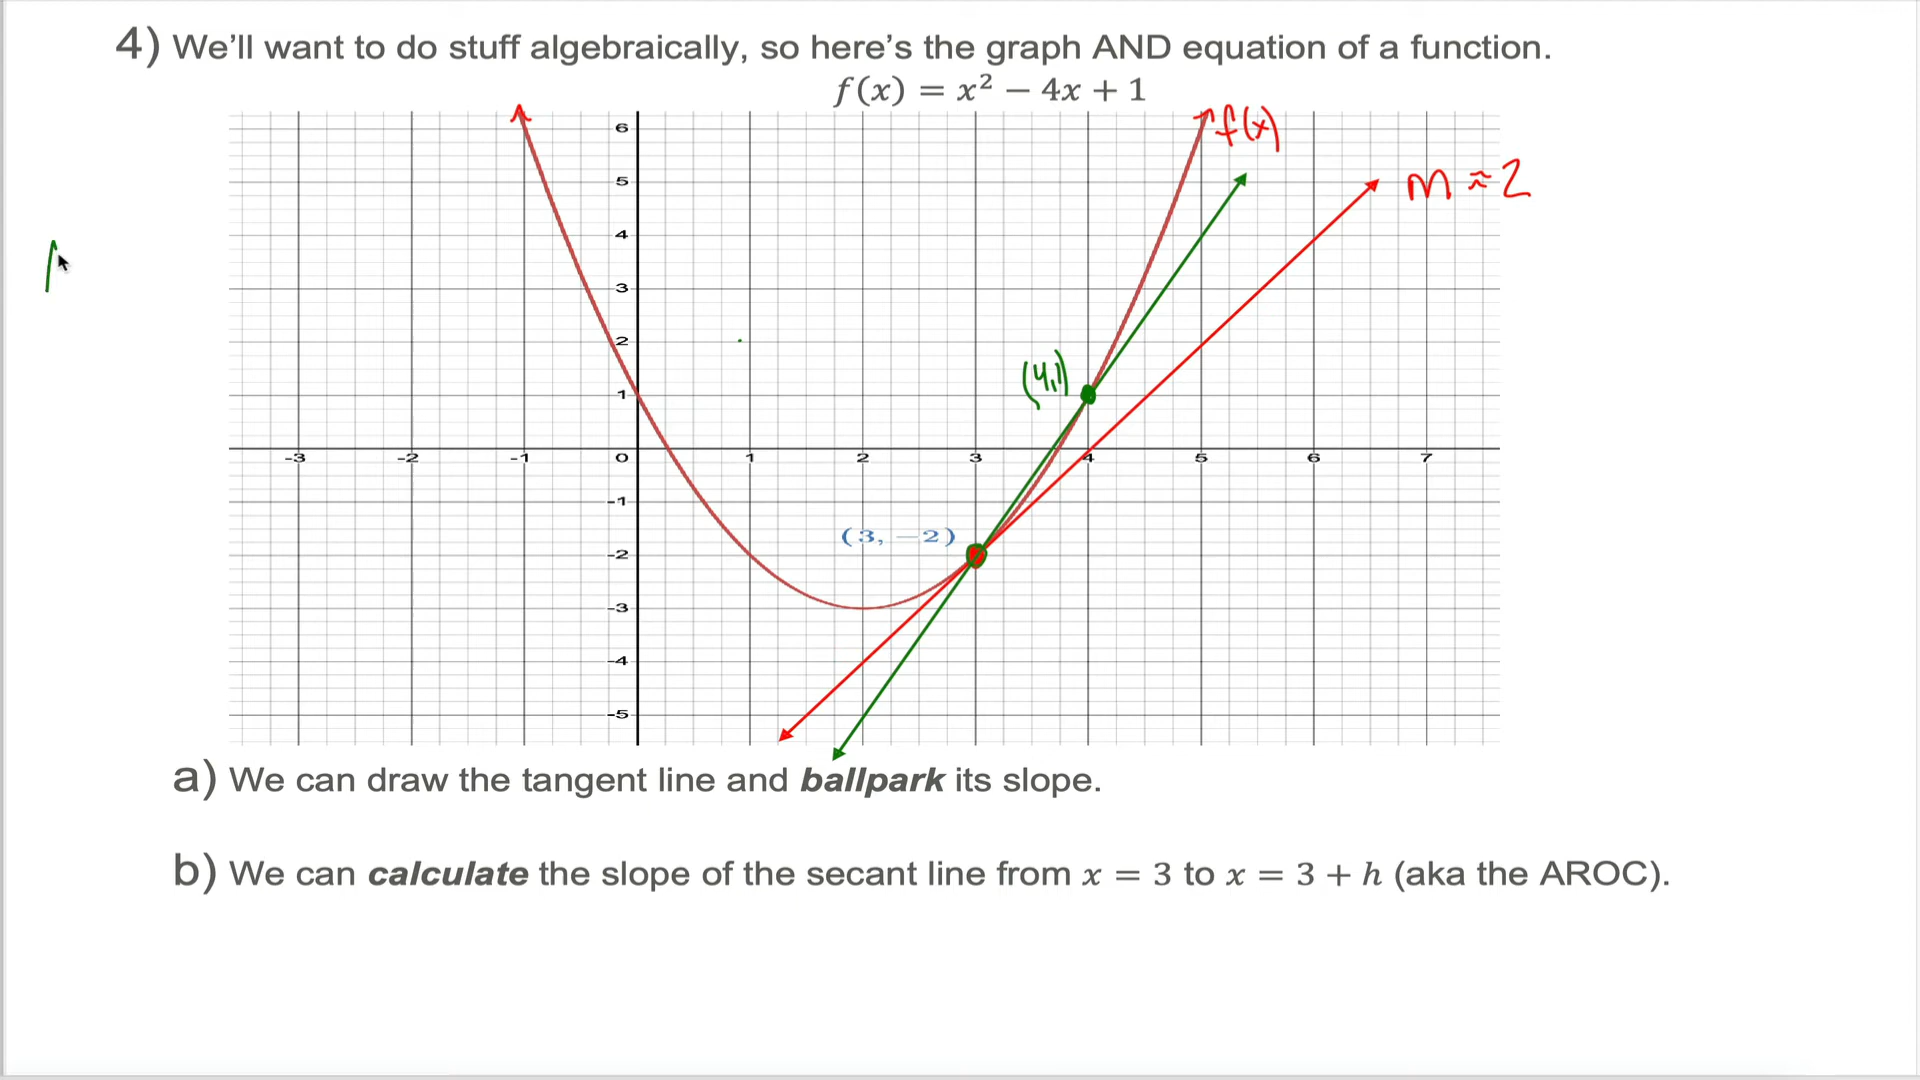 4) We'll want to do stuff algebraically, so here's the graph AND equation of a function.
f(x) = x² − 4x + 1
f(x)
m ≈ 2
6
5
4
3
2
1
(4,1)
-3 -2 -1 0 1 2 3 4 5 6 7
-1
(3, −2)
-2
-3
-4
-5
a) We can draw the tangent line and ballpark its slope.
b) We can calculate the slope of the secant line from x = 3 to x = 3 + h (aka the AROC).